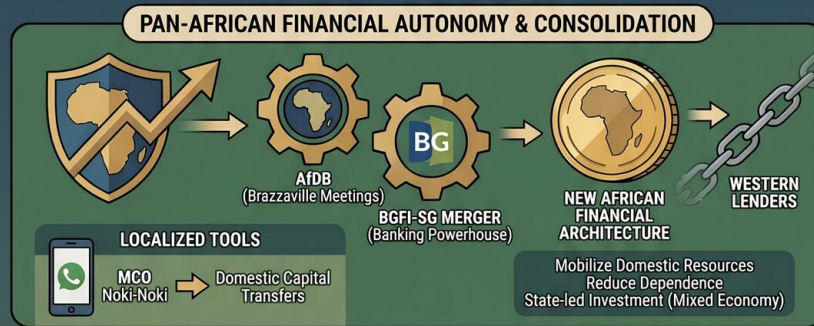 PAN-AFRICAN FINANCIAL AUTONOMY & CONSOLIDATION
AfDB
(Brazzaville Meetings)
BG
BGFI-SG MERGER
(Banking Powerhouse)
NEW AFRICAN
FINANCIAL
ARCHITECTURE
WESTERN
LENDERS
LOCALIZED TOOLS
MCO
Noki-Noki
Domestic Capital
Transfers
Mobilize Domestic Resources
Reduce Dependence
State-led Investment (Mixed Economy)